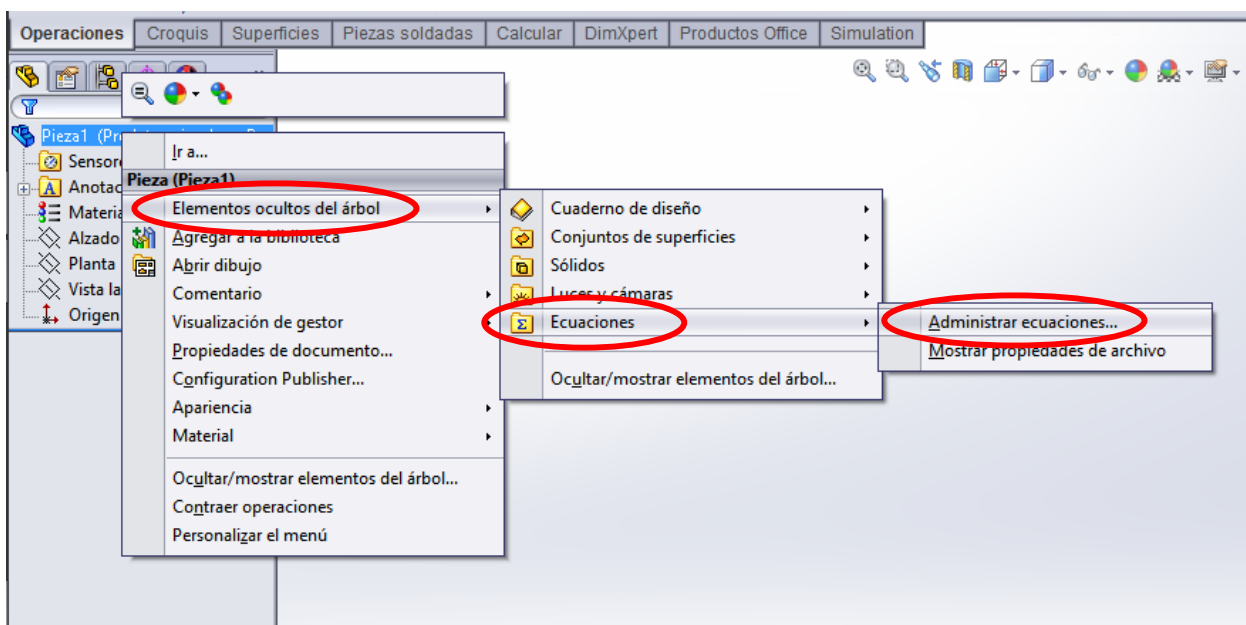 Operaciones Croquis Superficies Piezas soldadas Calcular DimXpert Productos Office Simulation
Pieza1 (Pre
Sensore
Anotac
Materia
Alzado
Planta
Vista la
Origen
Ir a...
Pieza (Pieza1)
Elementos ocultos del árbol
Agregar a la biblioteca
Abrir dibujo
Comentario
Visualización de gestor
Propiedades de documento...
Configuration Publisher...
Apariencia
Material
Ocultar/mostrar elementos del árbol...
Contraer operaciones
Personalizar el menú
Cuaderno de diseño
Conjuntos de superficies
Sólidos
Luces y cámaras
Ecuaciones
Ocultar/mostrar elementos del árbol...
Administrar ecuaciones...
Mostrar propiedades de archivo